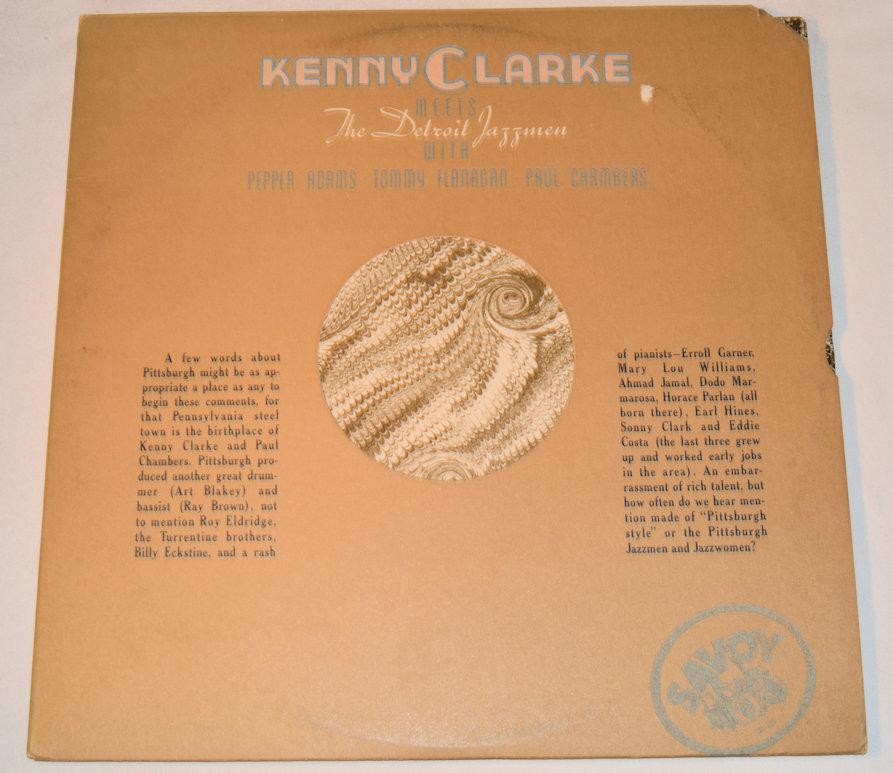 KENNY CLARKE
MEETS
The Detroit Jazzmen
WITH
PEPPER ADAMS · TOMMY FLANAGAN · PAUL CHAMBERS
A few words about
Pittsburgh might be as ap-
propriate a place as any to
begin these comments, for
that Pennsylvania steel
town is the birthplace of
Kenny Clarke and Paul
Chambers. Pittsburgh pro-
duced another great drum-
mer (Art Blakey) and
bassist (Ray Brown), not
to mention Roy Eldridge,
the Turrentine brothers,
Billy Eckstine, and a rash
of pianists—Erroll Garner,
Mary Lou Williams,
Ahmad Jamal, Dodo Mar-
marosa, Horace Parlan (all
born there), Earl Hines,
Sonny Clark and Eddie
Costa (the last three grew
up and worked early jobs
in the area). An embar-
rassment of rich talent, but
how often do we hear men-
tion made of "Pittsburgh
style" or the Pittsburgh
Jazzmen and Jazzwomen?
SAVOY